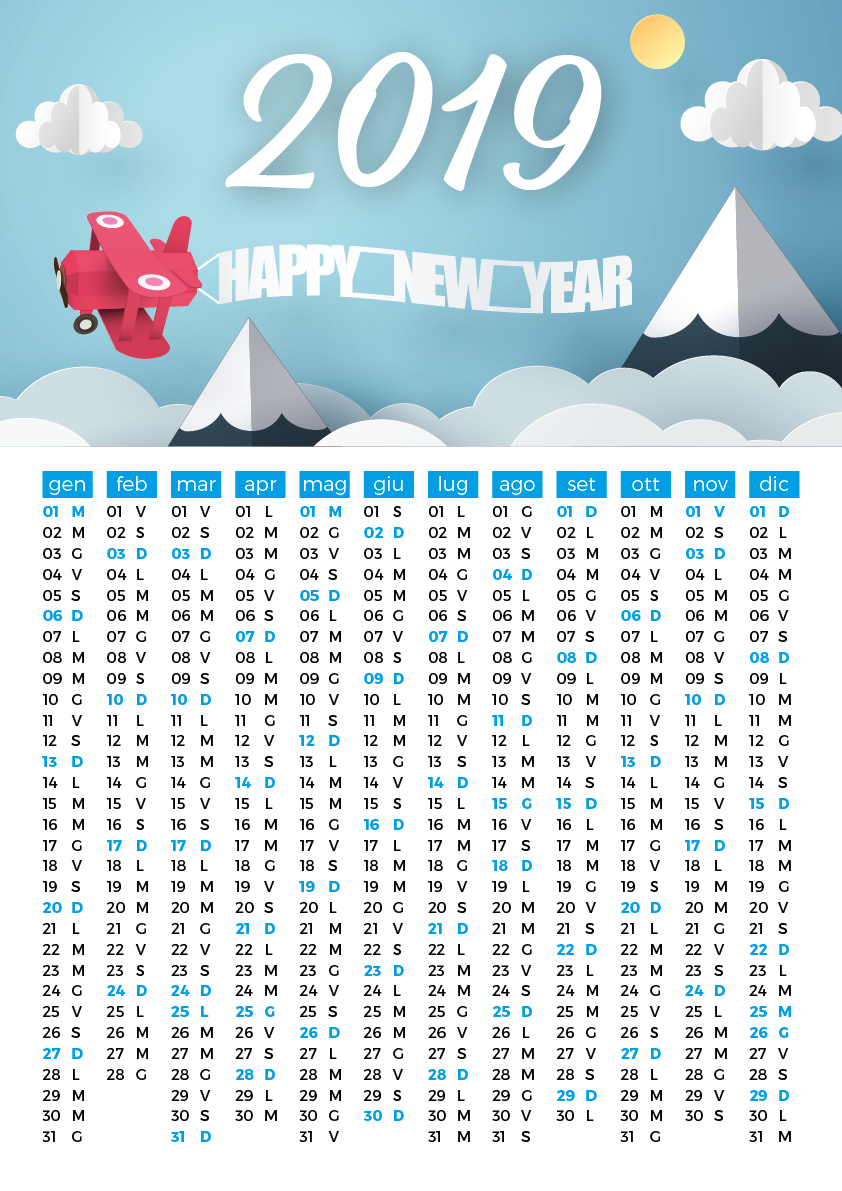 2019
HAPPY NEW YEAR
gen feb mar apr mag giu lug ago set ott nov dic
01 M 01 V 01 V 01 L 01 M 01 S 01 L 01 G 01 D 01 M 01 V 01 D
02 M 02 S 02 S 02 M 02 G 02 D 02 M 02 V 02 L 02 M 02 S 02 L
03 G 03 D 03 D 03 M 03 V 03 L 03 M 03 S 03 M 03 G 03 D 03 M
04 V 04 L 04 L 04 G 04 S 04 M 04 G 04 D 04 M 04 V 04 L 04 M
05 S 05 M 05 M 05 V 05 D 05 M 05 V 05 L 05 G 05 S 05 M 05 G
06 D 06 M 06 M 06 S 06 L 06 G 06 S 06 M 06 V 06 D 06 M 06 V
07 L 07 G 07 G 07 D 07 M 07 V 07 D 07 M 07 S 07 L 07 G 07 S
08 M 08 V 08 V 08 L 08 M 08 S 08 L 08 G 08 D 08 M 08 V 08 D
09 M 09 S 09 S 09 M 09 G 09 D 09 M 09 V 09 L 09 M 09 S 09 L
10 G 10 D 10 D 10 M 10 V 10 L 10 M 10 S 10 M 10 G 10 D 10 M
11 V 11 L 11 L 11 G 11 S 11 M 11 G 11 D 11 M 11 V 11 L 11 M
12 S 12 M 12 M 12 V 12 D 12 M 12 V 12 L 12 G 12 S 12 M 12 G
13 D 13 M 13 M 13 S 13 L 13 G 13 S 13 M 13 V 13 D 13 M 13 V
14 L 14 G 14 G 14 D 14 M 14 V 14 D 14 M 14 S 14 L 14 G 14 S
15 M 15 V 15 V 15 L 15 M 15 S 15 L 15 G 15 D 15 M 15 V 15 D
16 M 16 S 16 S 16 M 16 G 16 D 16 M 16 V 16 L 16 M 16 S 16 L
17 G 17 D 17 D 17 M 17 V 17 L 17 M 17 S 17 M 17 G 17 D 17 M
18 V 18 L 18 L 18 G 18 S 18 M 18 G 18 D 18 M 18 V 18 L 18 M
19 S 19 M 19 M 19 V 19 D 19 M 19 V 19 L 19 G 19 S 19 M 19 G
20 D 20 M 20 M 20 S 20 L 20 G 20 S 20 M 20 V 20 D 20 M 20 V
21 L 21 G 21 G 21 D 21 M 21 V 21 D 21 M 21 S 21 L 21 G 21 S
22 M 22 V 22 V 22 L 22 M 22 S 22 L 22 G 22 D 22 M 22 V 22 D
23 M 23 S 23 S 23 M 23 G 23 D 23 M 23 V 23 L 23 M 23 S 23 L
24 G 24 D 24 D 24 M 24 V 24 L 24 M 24 S 24 M 24 G 24 D 24 M
25 V 25 L 25 L 25 G 25 S 25 M 25 G 25 D 25 M 25 V 25 L 25 M
26 S 26 M 26 M 26 V 26 D 26 M 26 V 26 L 26 G 26 S 26 M 26 G
27 D 27 M 27 M 27 S 27 L 27 G 27 S 27 M 27 V 27 D 27 M 27 V
28 L 28 G 28 G 28 D 28 M 28 V 28 D 28 M 28 S 28 L 28 G 28 S
29 M 29 V 29 L 29 M 29 S 29 L 29 G 29 D 29 M 29 V 29 D
30 M 30 S 30 M 30 G 30 D 30 M 30 V 30 L 30 M 30 S 30 L
31 G 31 D 31 V 31 M 31 S 31 G 31 M